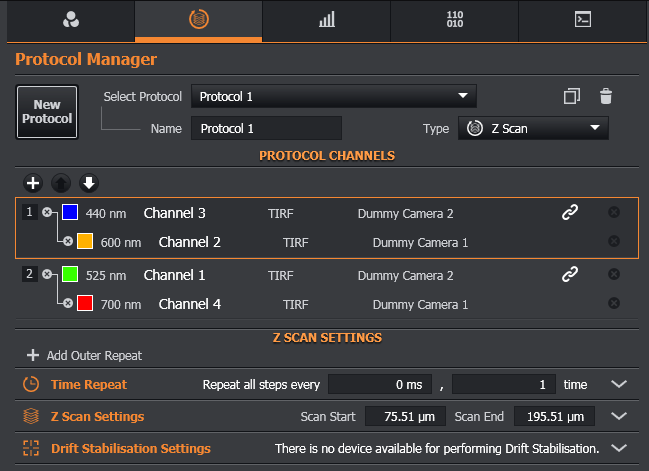 110
010
Protocol Manager
New
Protocol
Select Protocol Protocol 1
Name Protocol 1 Type Z Scan
PROTOCOL CHANNELS
1 440 nm Channel 3 TIRF Dummy Camera 2
600 nm Channel 2 TIRF Dummy Camera 1
2 525 nm Channel 1 TIRF Dummy Camera 2
700 nm Channel 4 TIRF Dummy Camera 1
Z SCAN SETTINGS
Add Outer Repeat
Time Repeat Repeat all steps every 0 ms , 1 time
Z Scan Settings Scan Start 75.51 µm Scan End 195.51 µm
Drift Stabilisation Settings There is no device available for performing Drift Stabilisation.